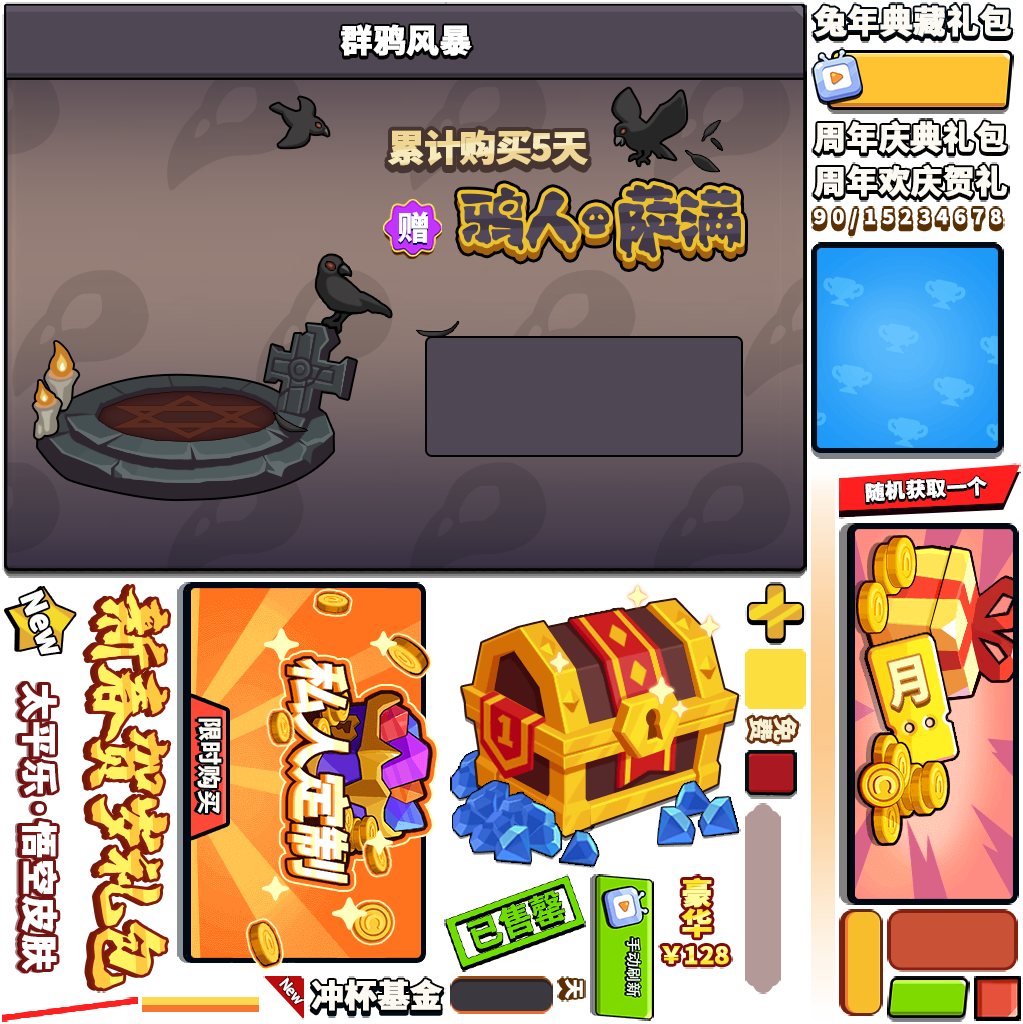 群鸦风暴
累计购买5天
赠
鸦人·萨满
兔年典藏礼包
周年庆典礼包
周年欢庆贺礼
90/15234678
随机获取一个
New
新春贺岁礼包
太平乐·悟空皮肤
限时购买
私人定制
免费
已售罄
手动刷新
豪华
¥128
New
冲杯基金
天
月